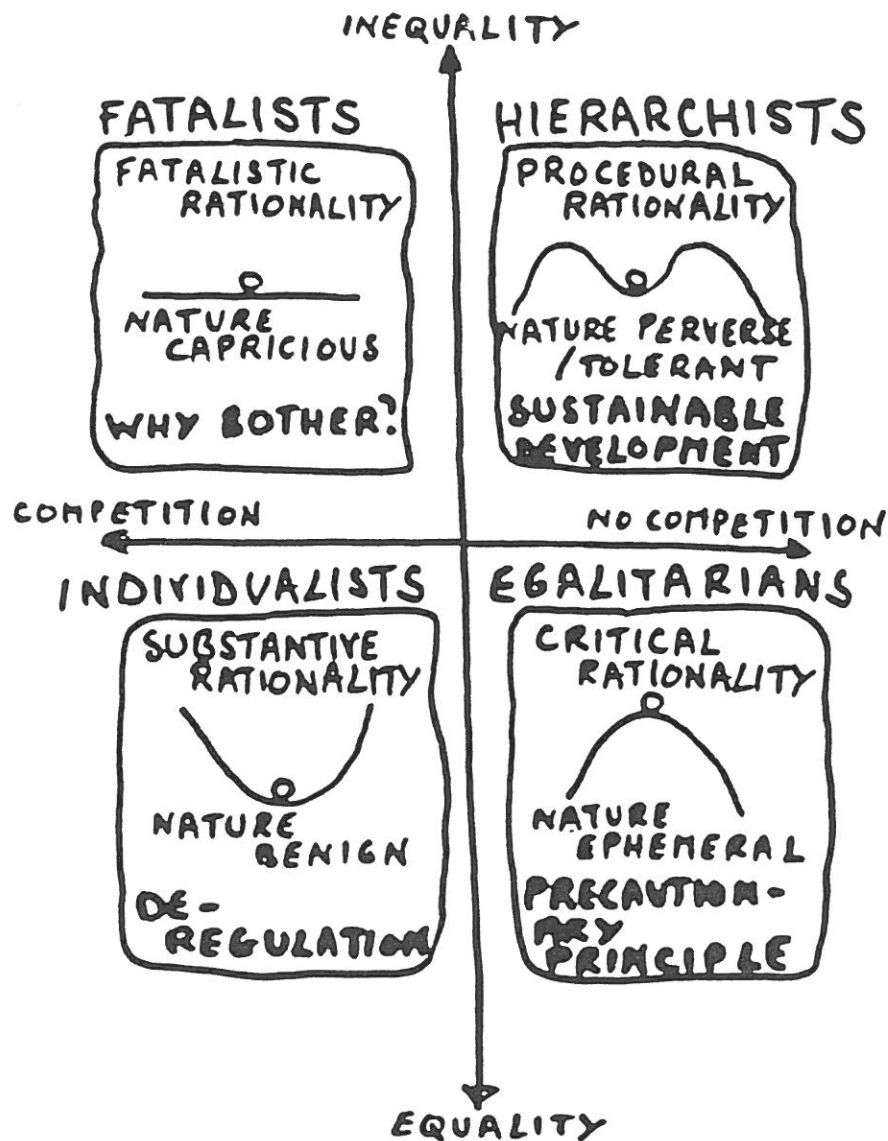 INEQUALITY
FATALISTS
FATALISTIC
RATIONALITY
NATURE
CAPRICIOUS
WHY BOTHER?
HIERARCHISTS
PROCEDURAL
RATIONALITY
NATURE PERVERSE
/TOLERANT
SUSTAINABLE
DEVELOPMENT
COMPETITION
NO COMPETITION
INDIVIDUALISTS
SUBSTANTIVE
RATIONALITY
NATURE
BENIGN
DE-
REGULATION
EGALITARIANS
CRITICAL
RATIONALITY
NATURE
EPHEMERAL
PRECAUTION-
ARY
PRINCIPLE
EQUALITY